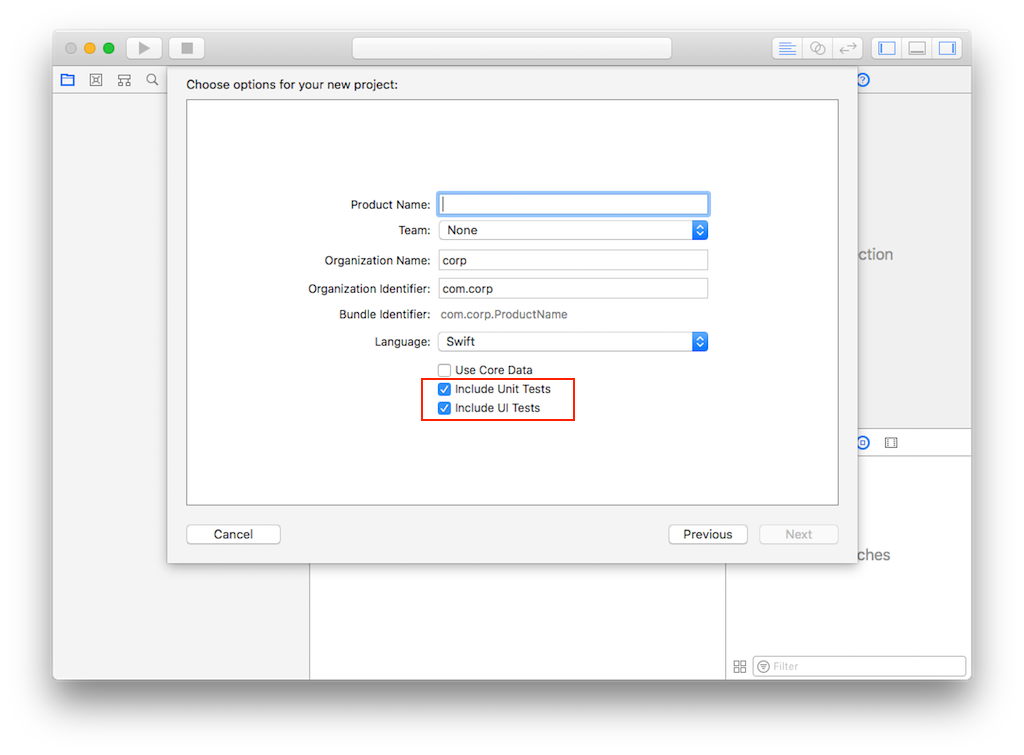 Choose options for your new project:
Product Name:
Team: None
Organization Name: corp
Organization Identifier: com.corp
Bundle Identifier: com.corp.ProductName
Language: Swift
Use Core Data
Include Unit Tests
Include UI Tests
ction
Cancel Previous Next
ches
Filter